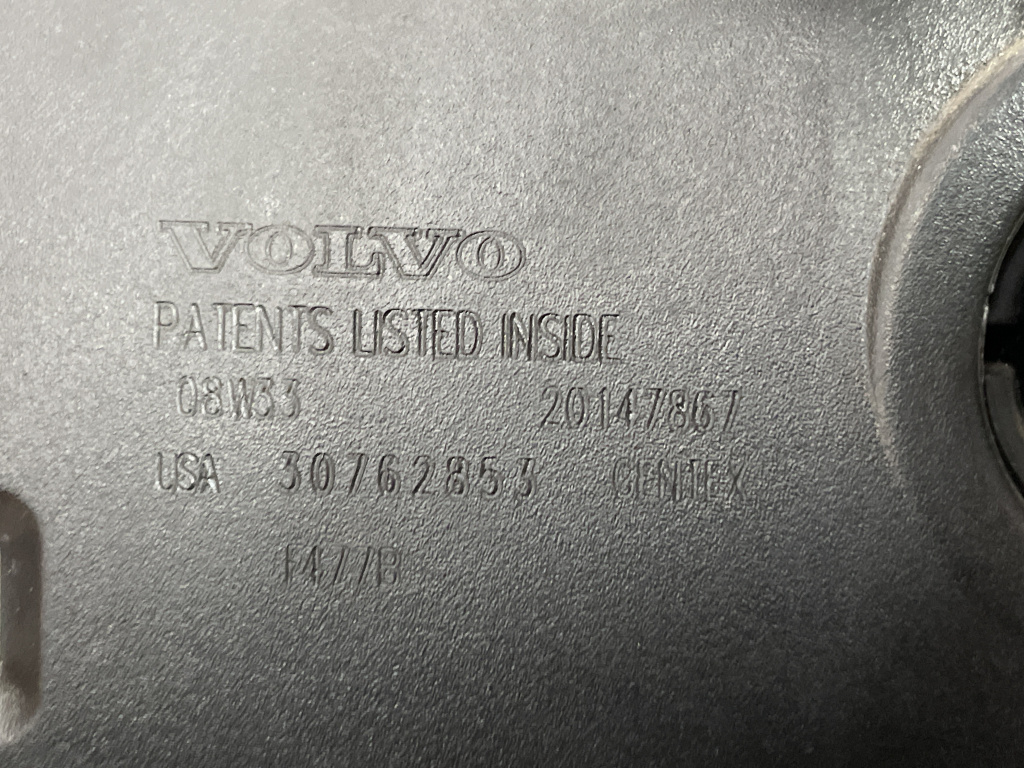 VOLVO
PATENTS LISTED INSIDE
08W33 20147867
USA 30762853 GENTEX
F477B